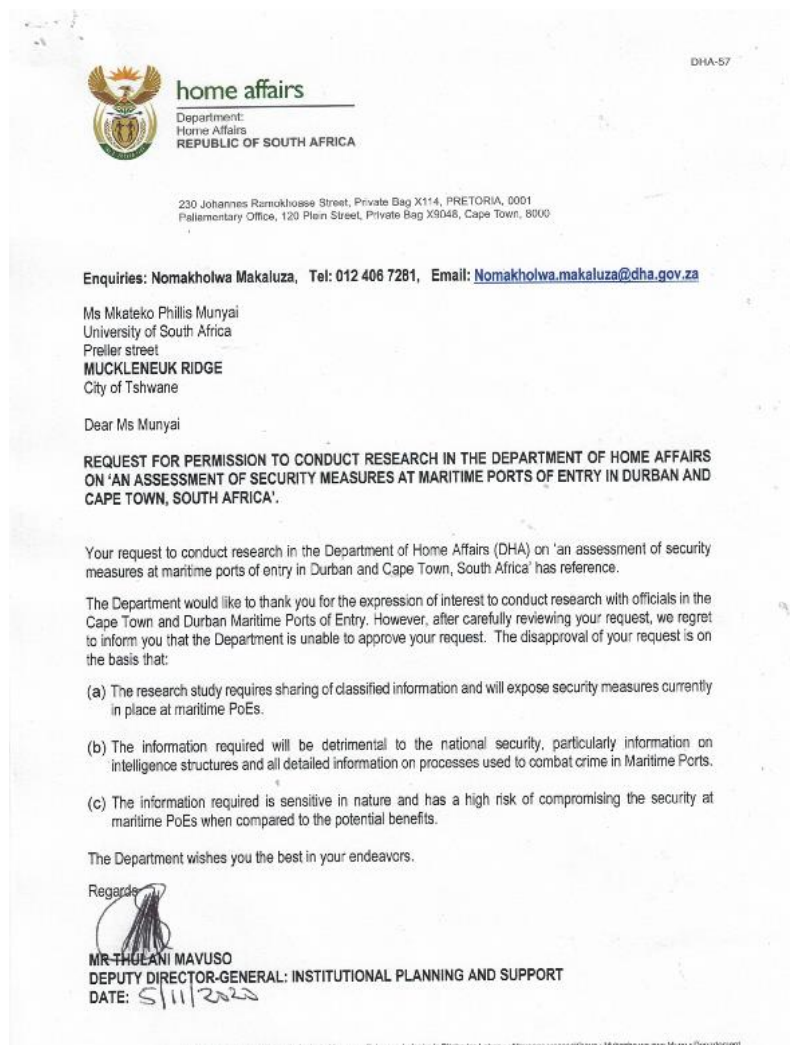 DHA-57
home affairs
Department:
Home Affairs
REPUBLIC OF SOUTH AFRICA
230 Johannes Ramokhoase Street, Private Bag X114, PRETORIA, 0001
Paliamentary Office, 120 Plein Street, Private Bag X9048, Cape Town, 8000
Enquiries: Nomakholwa Makaluza, Tel: 012 406 7281, Email: Nomakholwa.makaluza@dha.gov.za
Ms Mkateko Phillis Munyai
University of South Africa
Preller street
MUCKLENEUK RIDGE
City of Tshwane
Dear Ms Munyai
REQUEST FOR PERMISSION TO CONDUCT RESEARCH IN THE DEPARTMENT OF HOME AFFAIRS
ON ‘AN ASSESSMENT OF SECURITY MEASURES AT MARITIME PORTS OF ENTRY IN DURBAN AND
CAPE TOWN, SOUTH AFRICA’.
Your request to conduct research in the Department of Home Affairs (DHA) on ‘an assessment of security
measures at maritime ports of entry in Durban and Cape Town, South Africa’ has reference.
The Department would like to thank you for the expression of interest to conduct research with officials in the
Cape Town and Durban Maritime Ports of Entry. However, after carefully reviewing your request, we regret
to inform you that the Department is unable to approve your request. The disapproval of your request is on
the basis that:
(a) The research study requires sharing of classified information and will expose security measures currently
in place at maritime PoEs.
(b) The information required will be detrimental to the national security, particularly information on
intelligence structures and all detailed information on processes used to combat crime in Maritime Ports.
(c) The information required is sensitive in nature and has a high risk of compromising the security at
maritime PoEs when compared to the potential benefits.
The Department wishes you the best in your endeavors.
Regards
MR THULANI MAVUSO
DEPUTY DIRECTOR-GENERAL: INSTITUTIONAL PLANNING AND SUPPORT
DATE: 5/11/2020